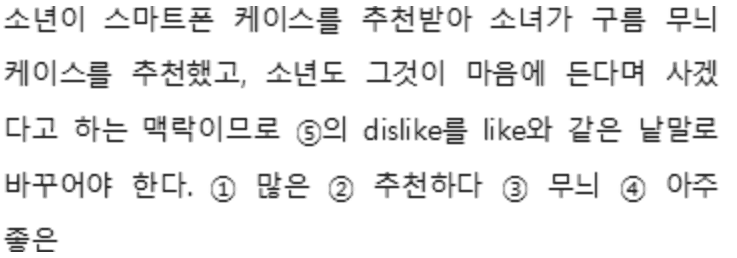 소년이 스마트폰 케이스를 추천받아 소녀가 구름 무늬
케이스를 추천했고, 소년도 그것이 마음에 든다며 사겠
다고 하는 맥락이므로 ⑤의 dislike를 like와 같은 낱말로
바꾸어야 한다. ① 많은 ② 추천하다 ③ 무늬 ④ 아주
좋은